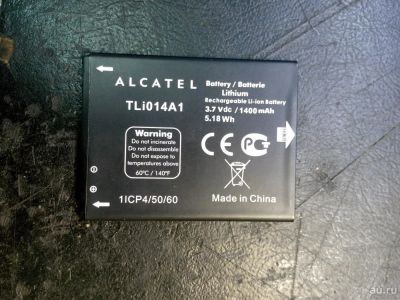 ALCATEL
TLi014A1
Battery / Batterie
Lithium
Rechargeable Li-ion Battery
3.7 Vdc / 1400 mAh
5.18 Wh
Warning
Do not incinerate
Do not disassemble
Do not expose to
temperature above
60°C / 140°F
CE PC
1ICP4/50/60
Made in China
au.ru